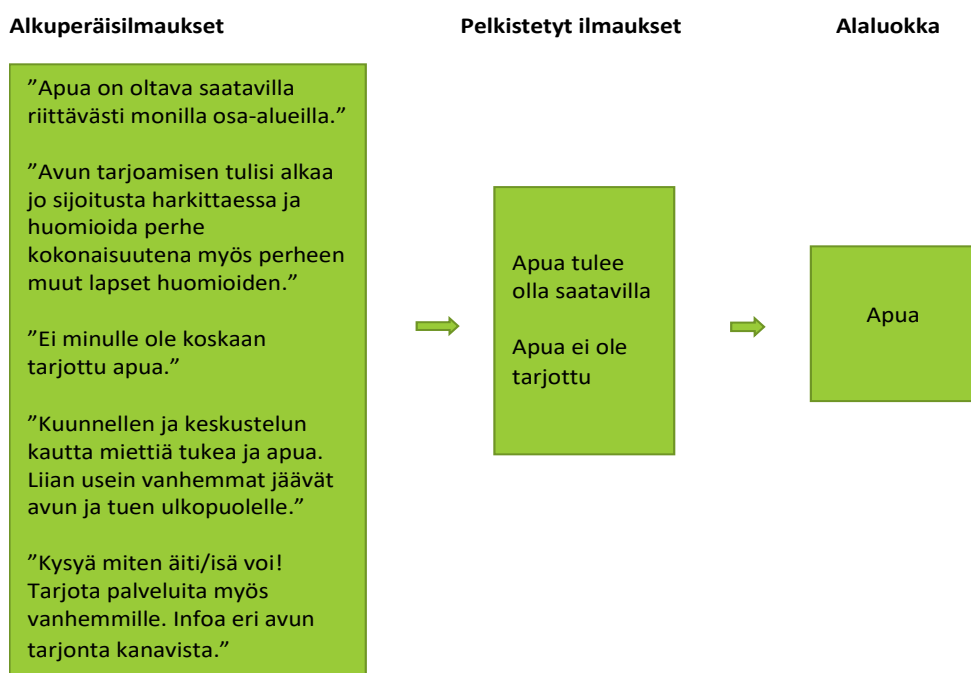 Alkuperäisilmaukset
Pelkistetyt ilmaukset
Alaluokka
”Apua on oltava saatavilla
riittävästi monilla osa-alueilla.”
”Avun tarjoamisen tulisi alkaa
jo sijoitusta harkittaessa ja
huomioida perhe
kokonaisuutena myös perheen
muut lapset huomioiden.”
”Ei minulle ole koskaan
tarjottu apua.”
”Kuunnellen ja keskustelun
kautta miettiä tukea ja apua.
Liian usein vanhemmat jäävät
avun ja tuen ulkopuolelle.”
”Kysyä miten äiti/isä voi!
Tarjota palveluita myös
vanhemmille. Infoa eri avun
tarjonta kanavista.”
Apua tulee
olla saatavilla
Apua ei ole
tarjottu
Apua